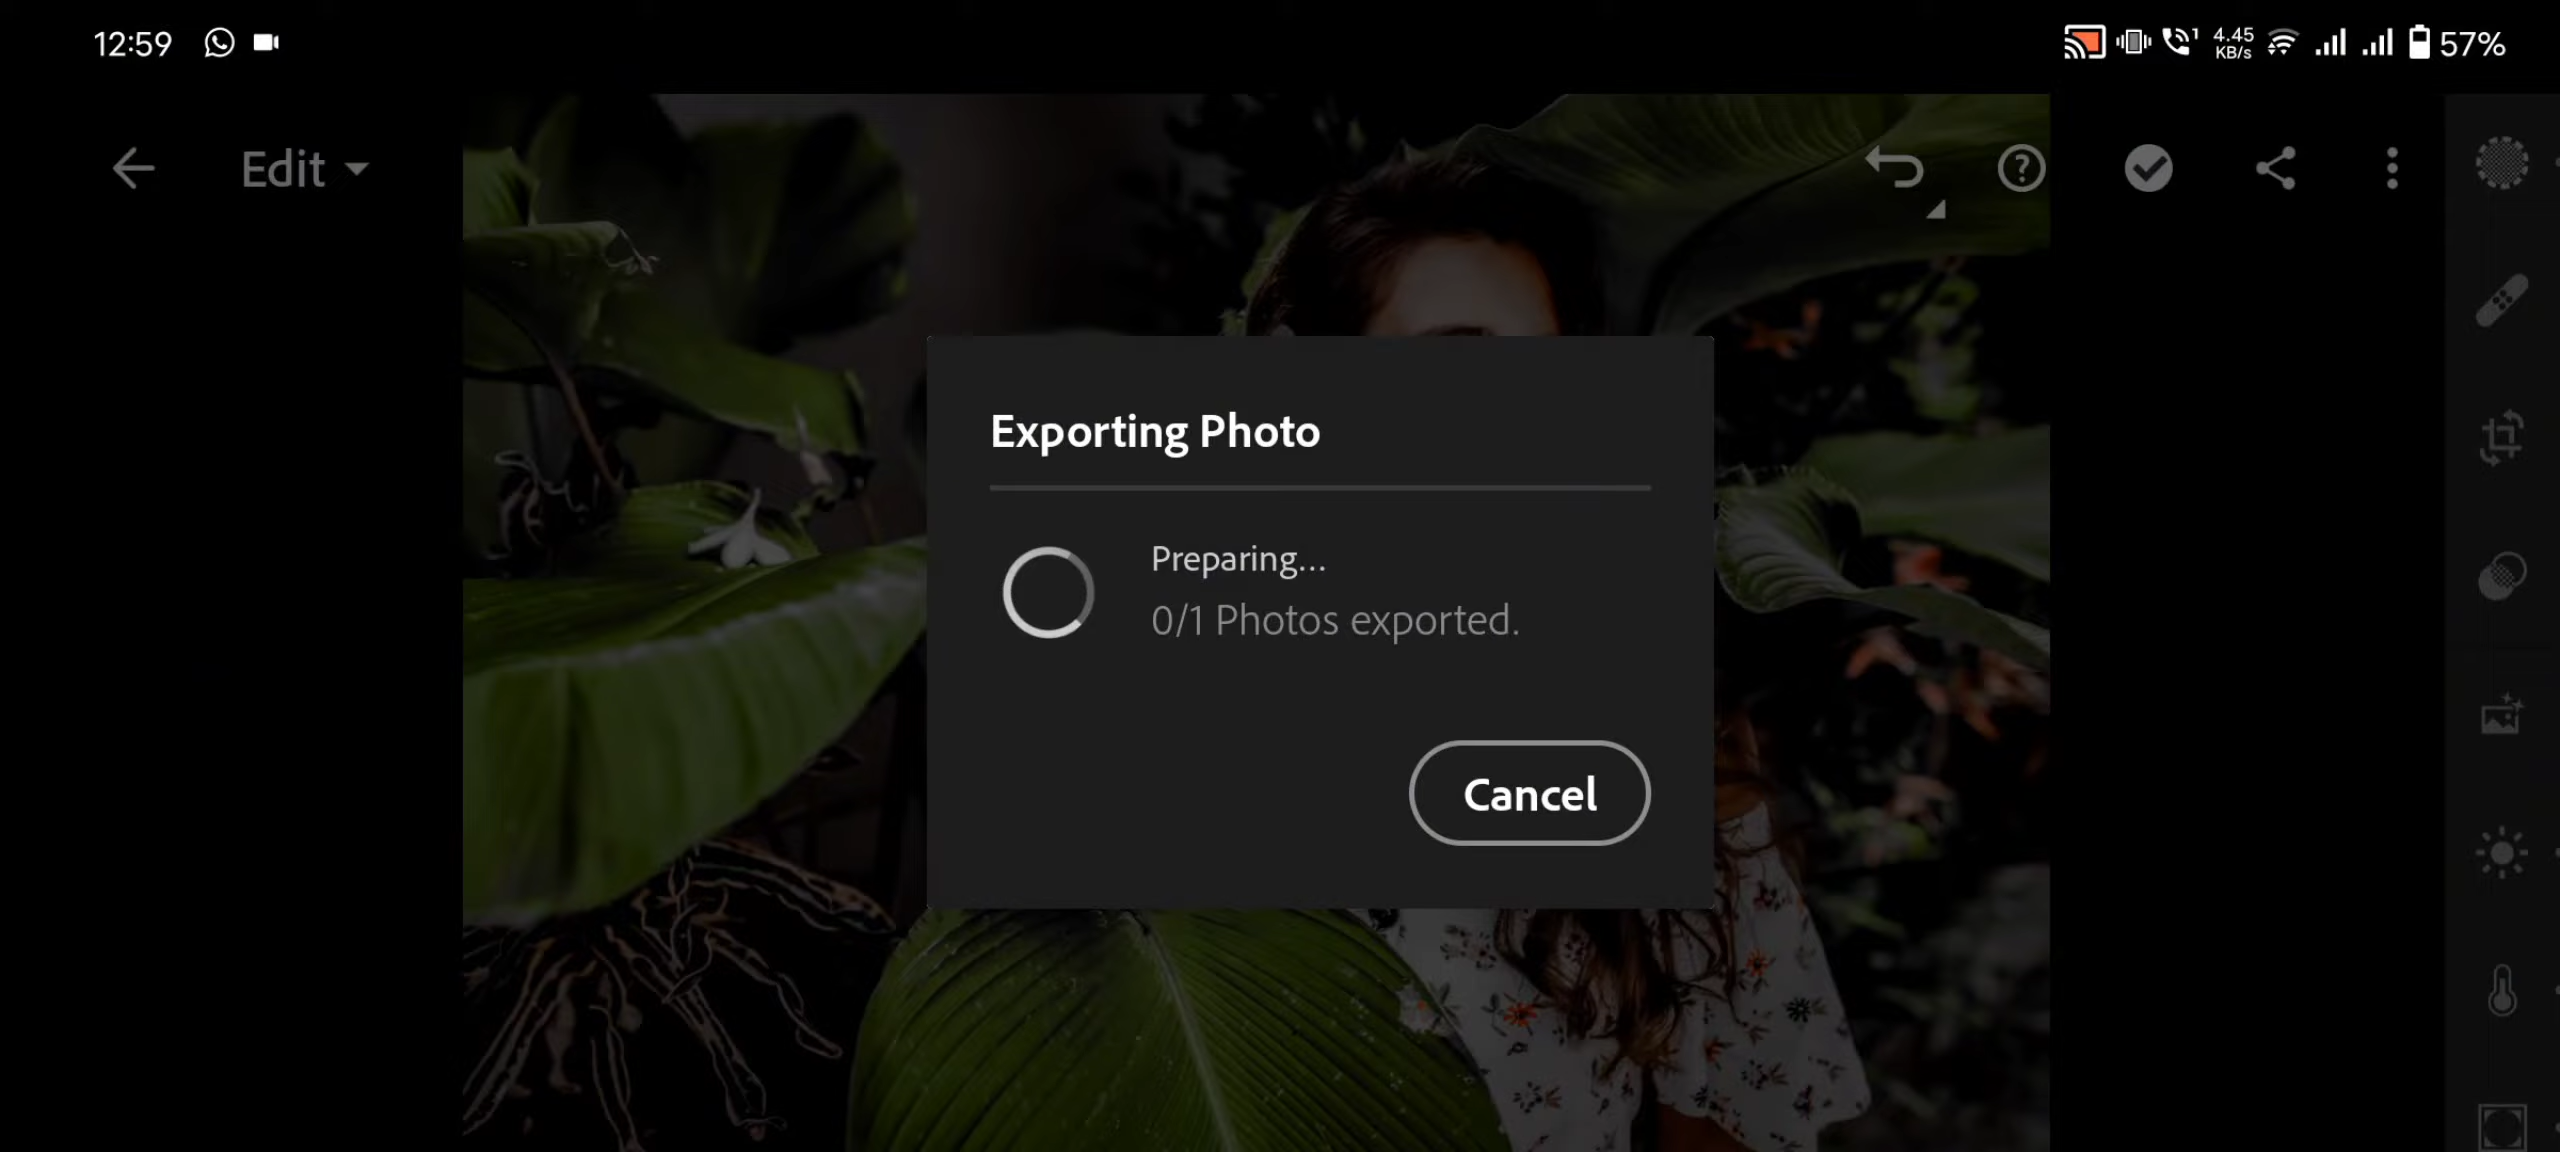 12:59
4.45
KB/s
57%
Edit
Exporting Photo
Preparing...
0/1 Photos exported.
Cancel